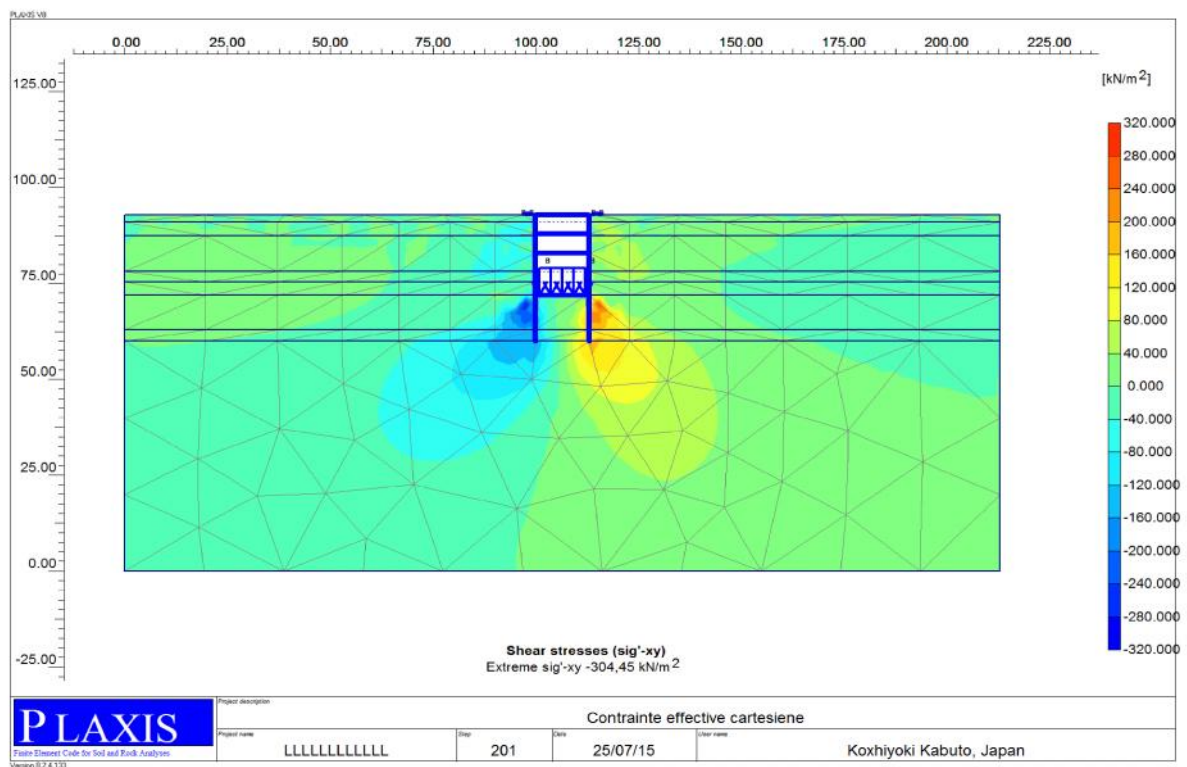 PLAXIS V8
0.00 25.00 50.00 75.00 100.00 125.00 150.00 175.00 200.00 225.00
[kN/m²]
125.00
100.00
75.00
50.00
25.00
0.00
-25.00
320.000
280.000
240.000
200.000
160.000
120.000
80.000
40.000
0.000
-40.000
-80.000
-120.000
-160.000
-200.000
-240.000
-280.000
-320.000
Shear stresses (sig'-xy)
Extreme sig'-xy -304,45 kN/m²
PLAXIS
Finite Element Code for Soil and Rock Analyses
Project description
Contrainte effective cartesiene
Project name
LLLLLLLLLLLL
Step
201
Date
25/07/15
User name
Koxhiyoki Kabuto, Japan